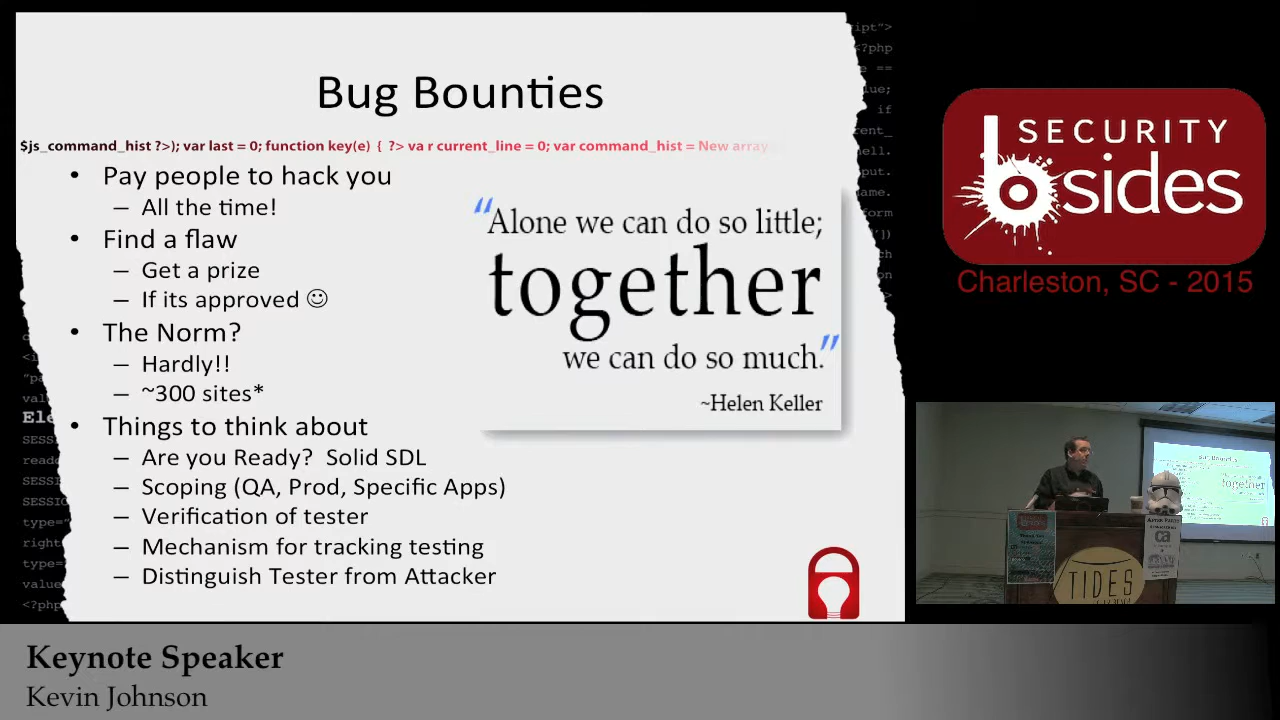 Bug Bounties
$js_command_hist ?>); var last = 0; function key(e) { ?> va r current_line = 0; var command_hist = New array
• Pay people to hack you
– All the time!
• Find a flaw
– Get a prize
– If its approved ☺
• The Norm?
– Hardly!!
– ~300 sites*
• Things to think about
– Are you Ready? Solid SDL
– Scoping (QA, Prod, Specific Apps)
– Verification of tester
– Mechanism for tracking testing
– Distinguish Tester from Attacker
“Alone we can do so little;
together
we can do so much.”
~Helen Keller
SECURITY
bsides
Charleston, SC - 2015
together
TIDES
Keynote Speaker
Kevin Johnson